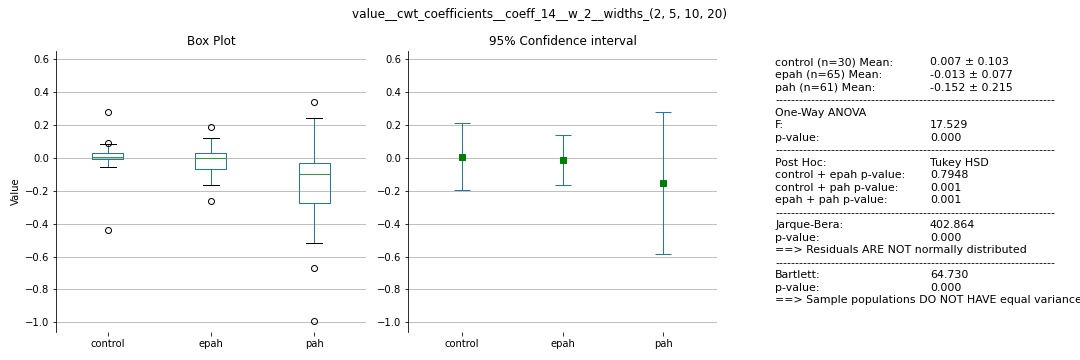 value__cwt_coefficients__coeff_14__w_2__widths_(2, 5, 10, 20)
Box Plot
Value
0.6
0.4
0.2
0.0
−0.2
−0.4
−0.6
−0.8
−1.0
control
epah
pah
95% Confidence interval
0.6
0.4
0.2
0.0
−0.2
−0.4
−0.6
−0.8
−1.0
control
epah
pah
control (n=30) Mean: 0.007 ± 0.103
epah (n=65) Mean: -0.013 ± 0.077
pah (n=61) Mean: -0.152 ± 0.215
One-Way ANOVA
F: 17.529
p-value: 0.000
Post Hoc: Tukey HSD
control + epah p-value: 0.7948
control + pah p-value: 0.001
epah + pah p-value: 0.001
Jarque-Bera: 402.864
p-value: 0.000
==> Residuals ARE NOT normally distributed
Bartlett: 64.730
p-value: 0.000
==> Sample populations DO NOT HAVE equal variance